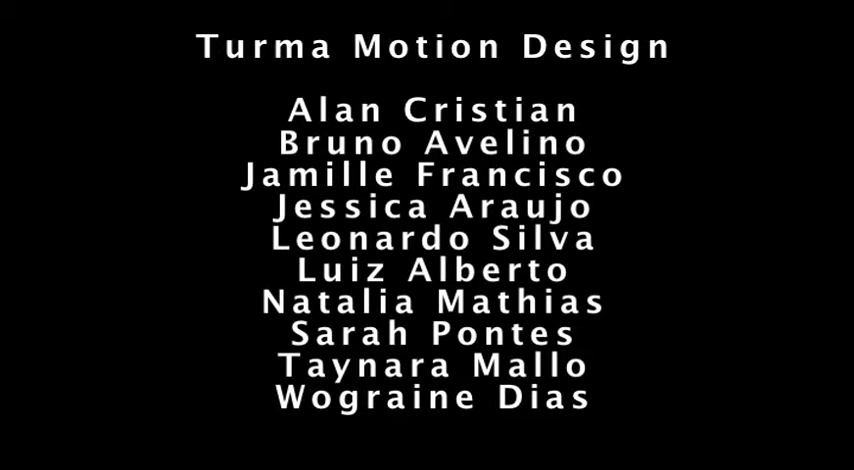 Turma Motion Design
Alan Cristian
Bruno Avelino
Jamille Francisco
Jessica Araujo
Leonardo Silva
Luiz Alberto
Natalia Mathias
Sarah Pontes
Taynara Mallo
Wograine Dias